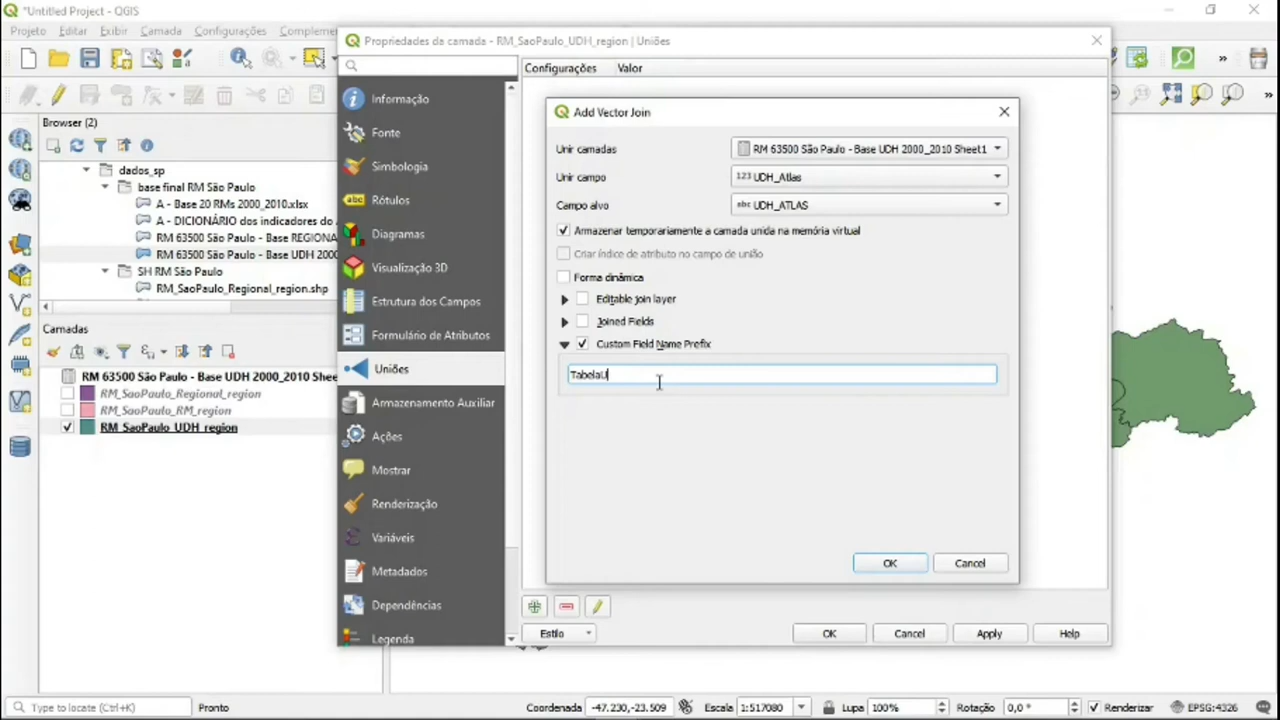 *Untitled Project - QGIS
Projeto Editar Exibir Camada Configurações Compleme
Propriedades da camada - RM_SaoPaulo_UDH_region | Uniões
Configurações Valor
Browser (2)
dados_sp
base final RM São Paulo
A - Base 20 RMs 2000_2010.xlsx
A - DICIONÁRIO dos indicadores do
RM 63500 São Paulo - Base REGIONA
RM 63500 São Paulo - Base UDH 2000
SH RM São Paulo
RM_SaoPaulo_Regional_region.shp
Camadas
RM 63500 São Paulo - Base UDH 2000_2010 Shee
RM_SaoPaulo_Regional_region
RM_SaoPaulo_RM_region
RM_SaoPaulo_UDH_region
Informação
Fonte
Simbologia
abc Rótulos
Diagramas
Visualização 3D
Estrutura dos Campos
Formulário de Atributos
Uniões
Armazenamento Auxiliar
Ações
Mostrar
Renderização
Variáveis
Metadados
Dependências
Legenda
Add Vector Join
Unir camadas RM 63500 São Paulo - Base UDH 2000_2010 Sheet1
Unir campo 123 UDH_Atlas
Campo alvo abc UDH_ATLAS
Armazenar temporariamente a camada unida na memória virtual
Criar índice de atributo no campo de união
Forma dinâmica
Editable join layer
Joined Fields
Custom Field Name Prefix
TabelaU
OK Cancel
Estilo OK Cancel Apply Help
Type to locate (Ctrl+K) Pronto Coordenada -47.230,-23.509 Escala 1:517080 Lupa 100% Rotação 0,0 ° Renderizar EPSG:4326